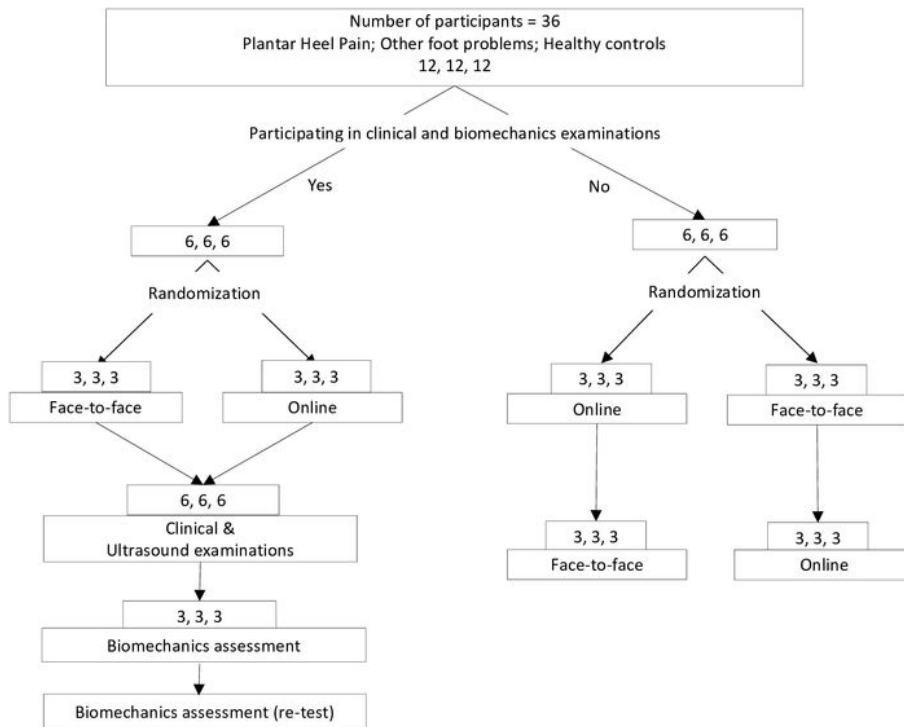 Number of participants = 36
Plantar Heel Pain; Other foot problems; Healthy controls
12, 12, 12
Participating in clinical and biomechanics examinations
Yes
No
6, 6, 6
6, 6, 6
Randomization
Randomization
3, 3, 3
3, 3, 3
3, 3, 3
3, 3, 3
Face-to-face
Online
Online
Face-to-face
6, 6, 6
Clinical &
Ultrasound examinations
3, 3, 3
3, 3, 3
Face-to-face
Online
3, 3, 3
Biomechanics assessment
Biomechanics assessment (re-test)